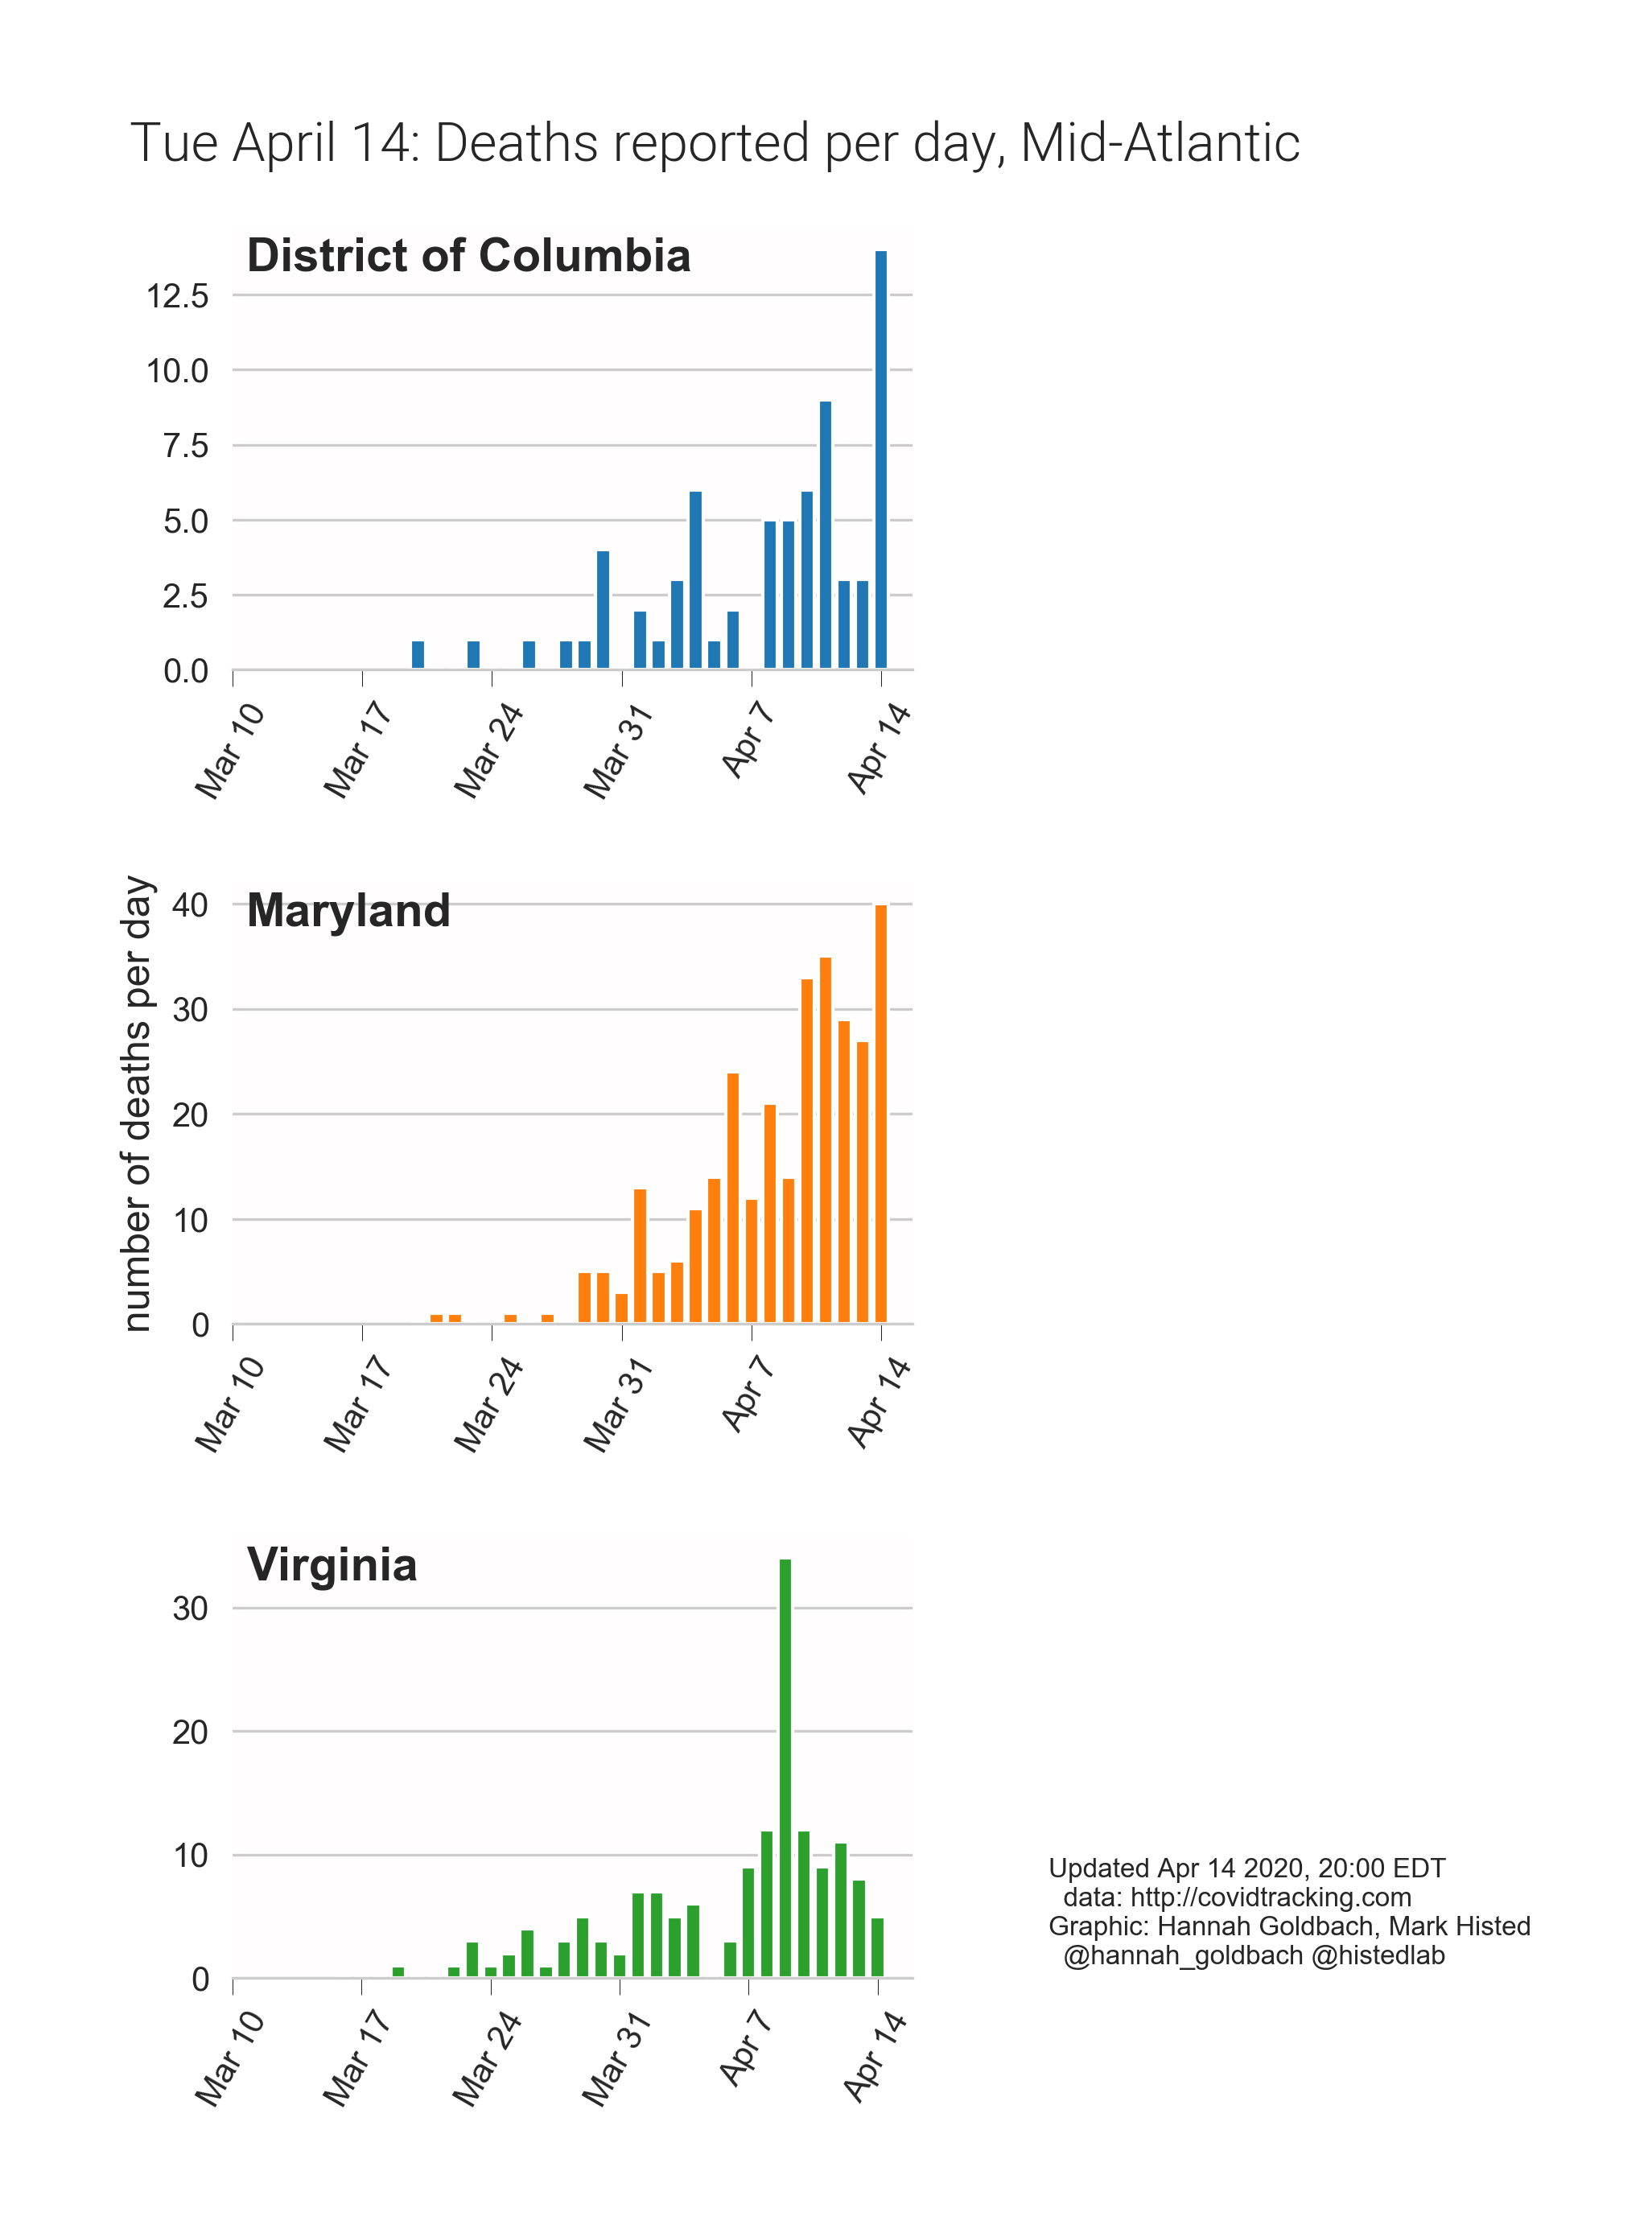 Tue April 14: Deaths reported per day, Mid-Atlantic
District of Columbia
12.5
10.0
7.5
5.0
2.5
0.0
Mar 10
Mar 17
Mar 24
Mar 31
Apr 7
Apr 14
number of deaths per day
Maryland
40
30
20
10
0
Mar 10
Mar 17
Mar 24
Mar 31
Apr 7
Apr 14
Virginia
30
20
10
0
Mar 10
Mar 17
Mar 24
Mar 31
Apr 7
Apr 14
Updated Apr 14 2020, 20:00 EDT
data: http://covidtracking.com
Graphic: Hannah Goldbach, Mark Histed
@hannah_goldbach @histedlab